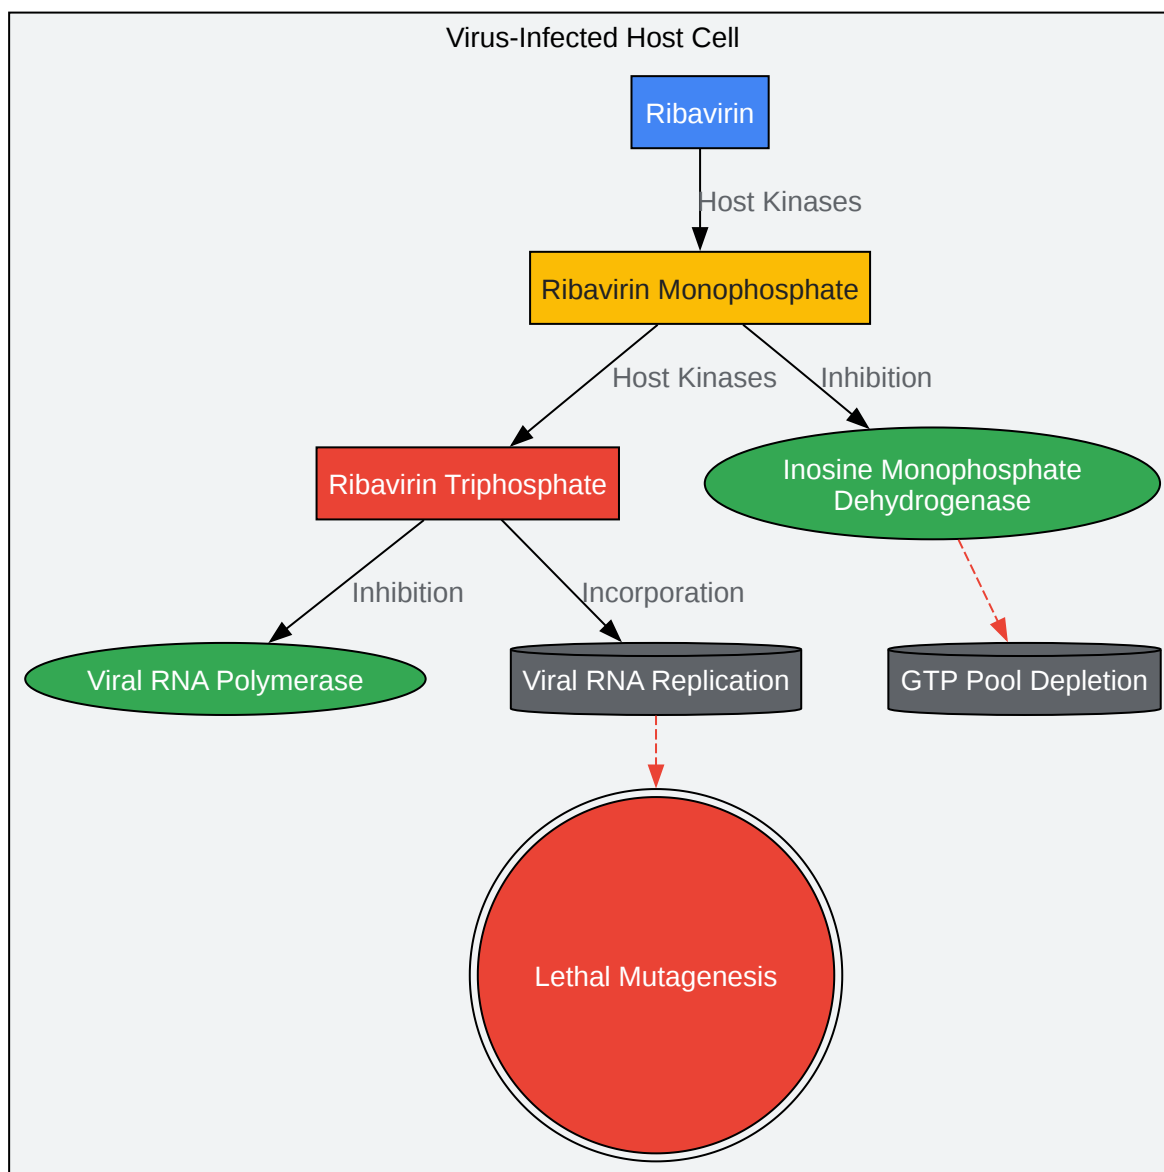 Virus-Infected Host Cell
Ribavirin
Host Kinases
Ribavirin Monophosphate
Host Kinases
Inhibition
Ribavirin Triphosphate
Inosine Monophosphate
Dehydrogenase
Inhibition
Incorporation
Viral RNA Polymerase
Viral RNA Replication
GTP Pool Depletion
Lethal Mutagenesis